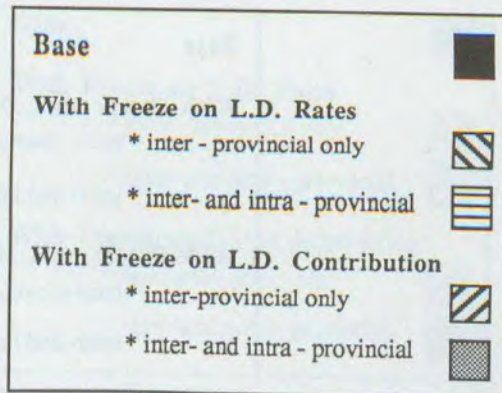 Base
With Freeze on L.D. Rates
* inter - provincial only
* inter- and intra - provincial
With Freeze on L.D. Contribution
* inter-provincial only
* inter- and intra - provincial